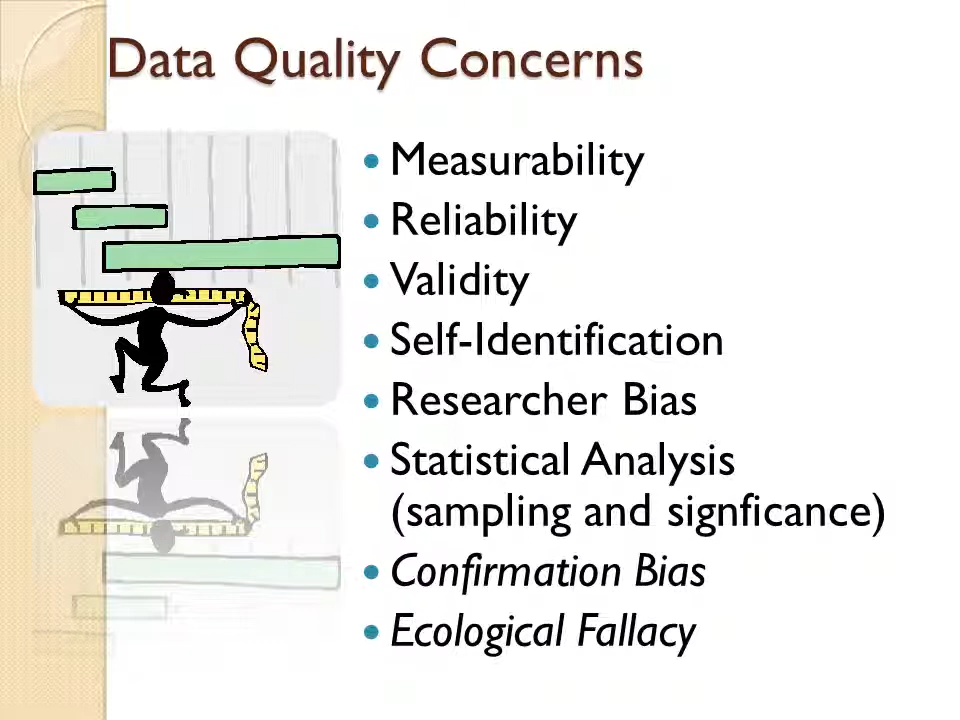 Data Quality Concerns
• Measurability
• Reliability
• Validity
• Self-Identification
• Researcher Bias
• Statistical Analysis
(sampling and signficance)
• Confirmation Bias
• Ecological Fallacy